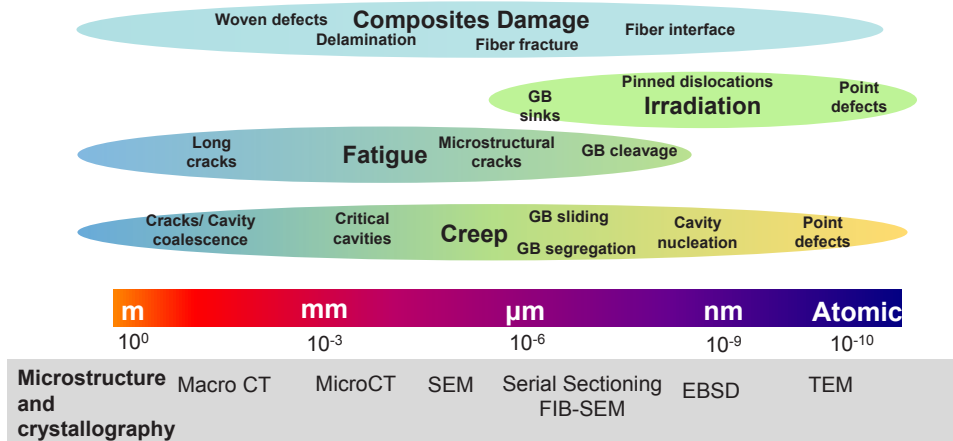 Composites Damage
Woven defects
Delamination
Fiber fracture
Fiber interface
Pinned dislocations
GB
sinks
Irradiation
Point
defects
Long
cracks
Fatigue
Microstructural
cracks
GB cleavage
Cracks/ Cavity
coalescence
Critical
cavities
Creep
GB sliding
GB segregation
Cavity
nucleation
Point
defects
m mm µm nm Atomic
10⁰ 10⁻³ 10⁻⁶ 10⁻⁹ 10⁻¹⁰
Microstructure
and
crystallography
Macro CT
MicroCT
SEM
Serial Sectioning
FIB-SEM
EBSD
TEM